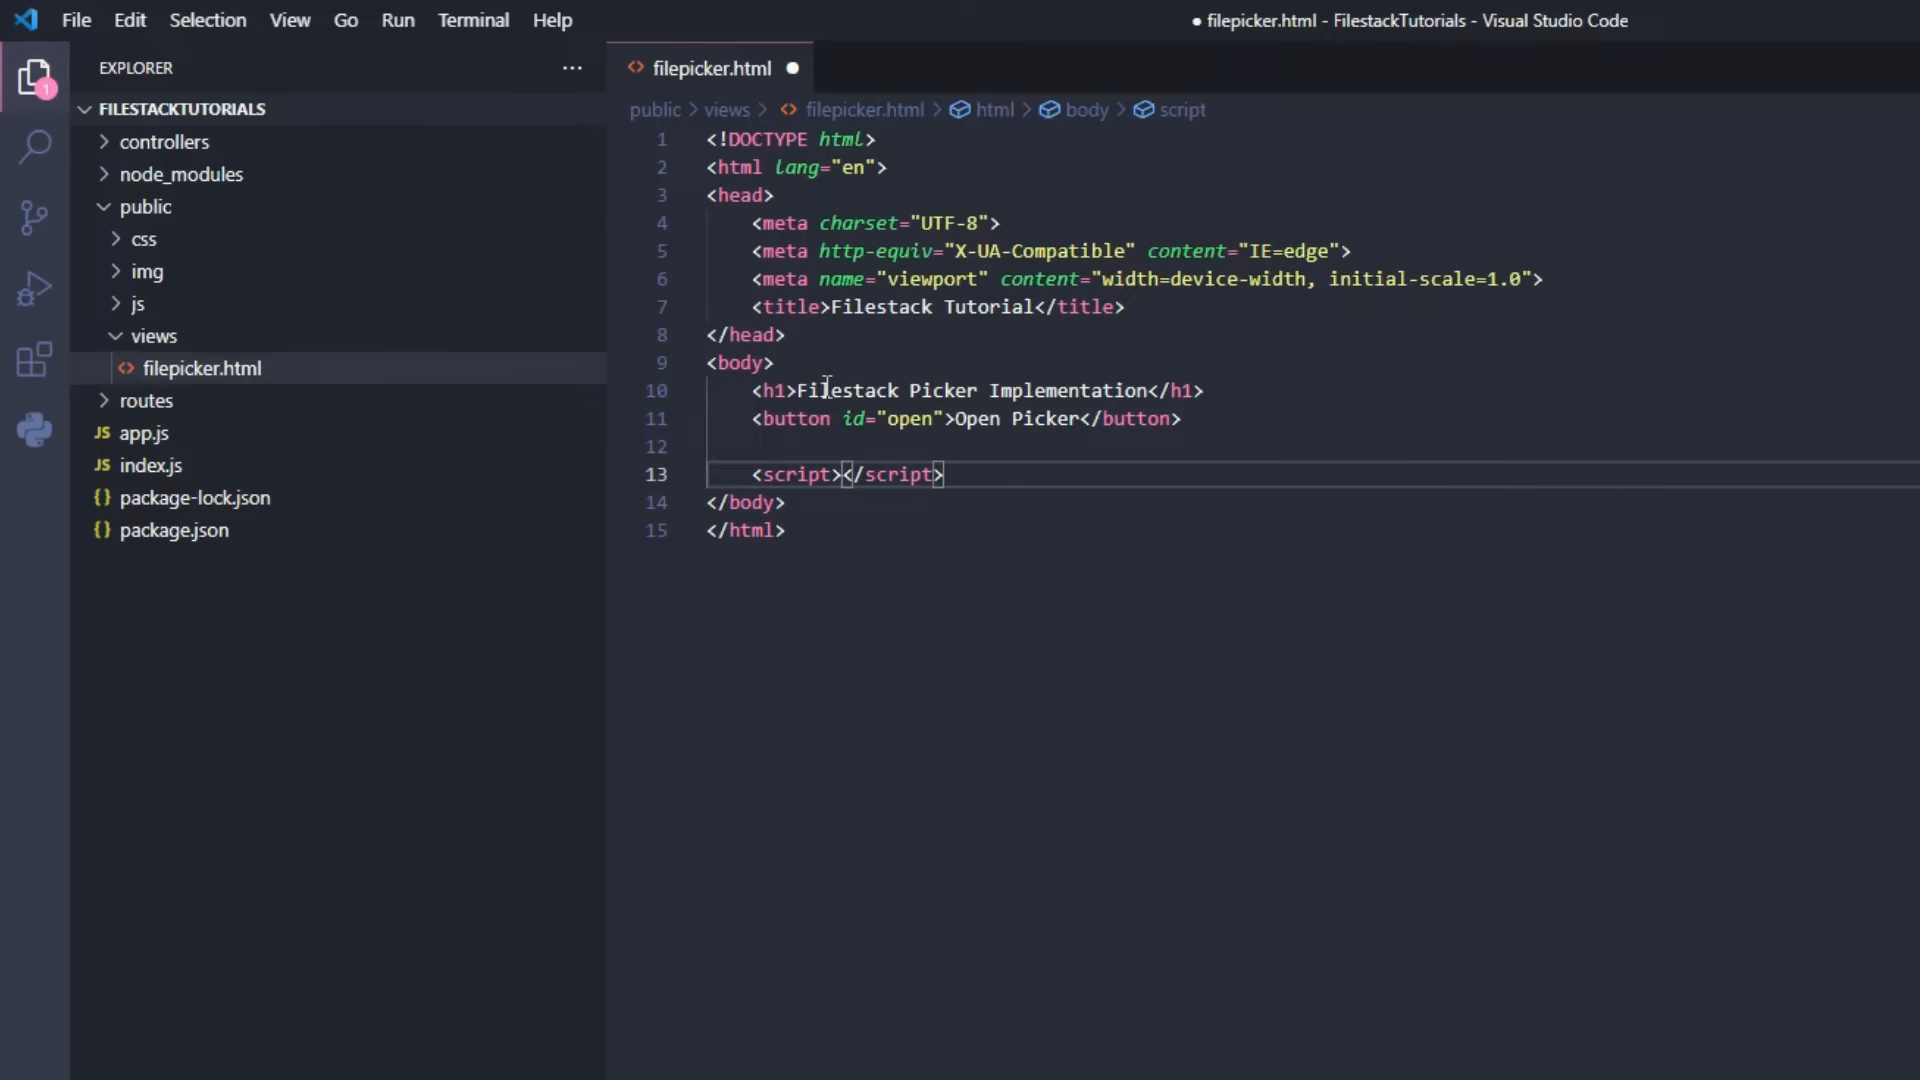 File Edit Selection View Go Run Terminal Help
● filepicker.html - FilestackTutorials - Visual Studio Code
EXPLORER ···
1
FILESTACKTUTORIALS
controllers
node_modules
public
css
img
js
views
<> filepicker.html
routes
JS app.js
JS index.js
{} package-lock.json
{} package.json
<> filepicker.html ●
public > views > <> filepicker.html > html > body > script
1 <!DOCTYPE html>
2 <html lang="en">
3 <head>
4 <meta charset="UTF-8">
5 <meta http-equiv="X-UA-Compatible" content="IE=edge">
6 <meta name="viewport" content="width=device-width, initial-scale=1.0">
7 <title>Filestack Tutorial</title>
8 </head>
9 <body>
10 <h1>Filestack Picker Implementation</h1>
11 <button id="open">Open Picker</button>
12
13 <script></script>
14 </body>
15 </html>